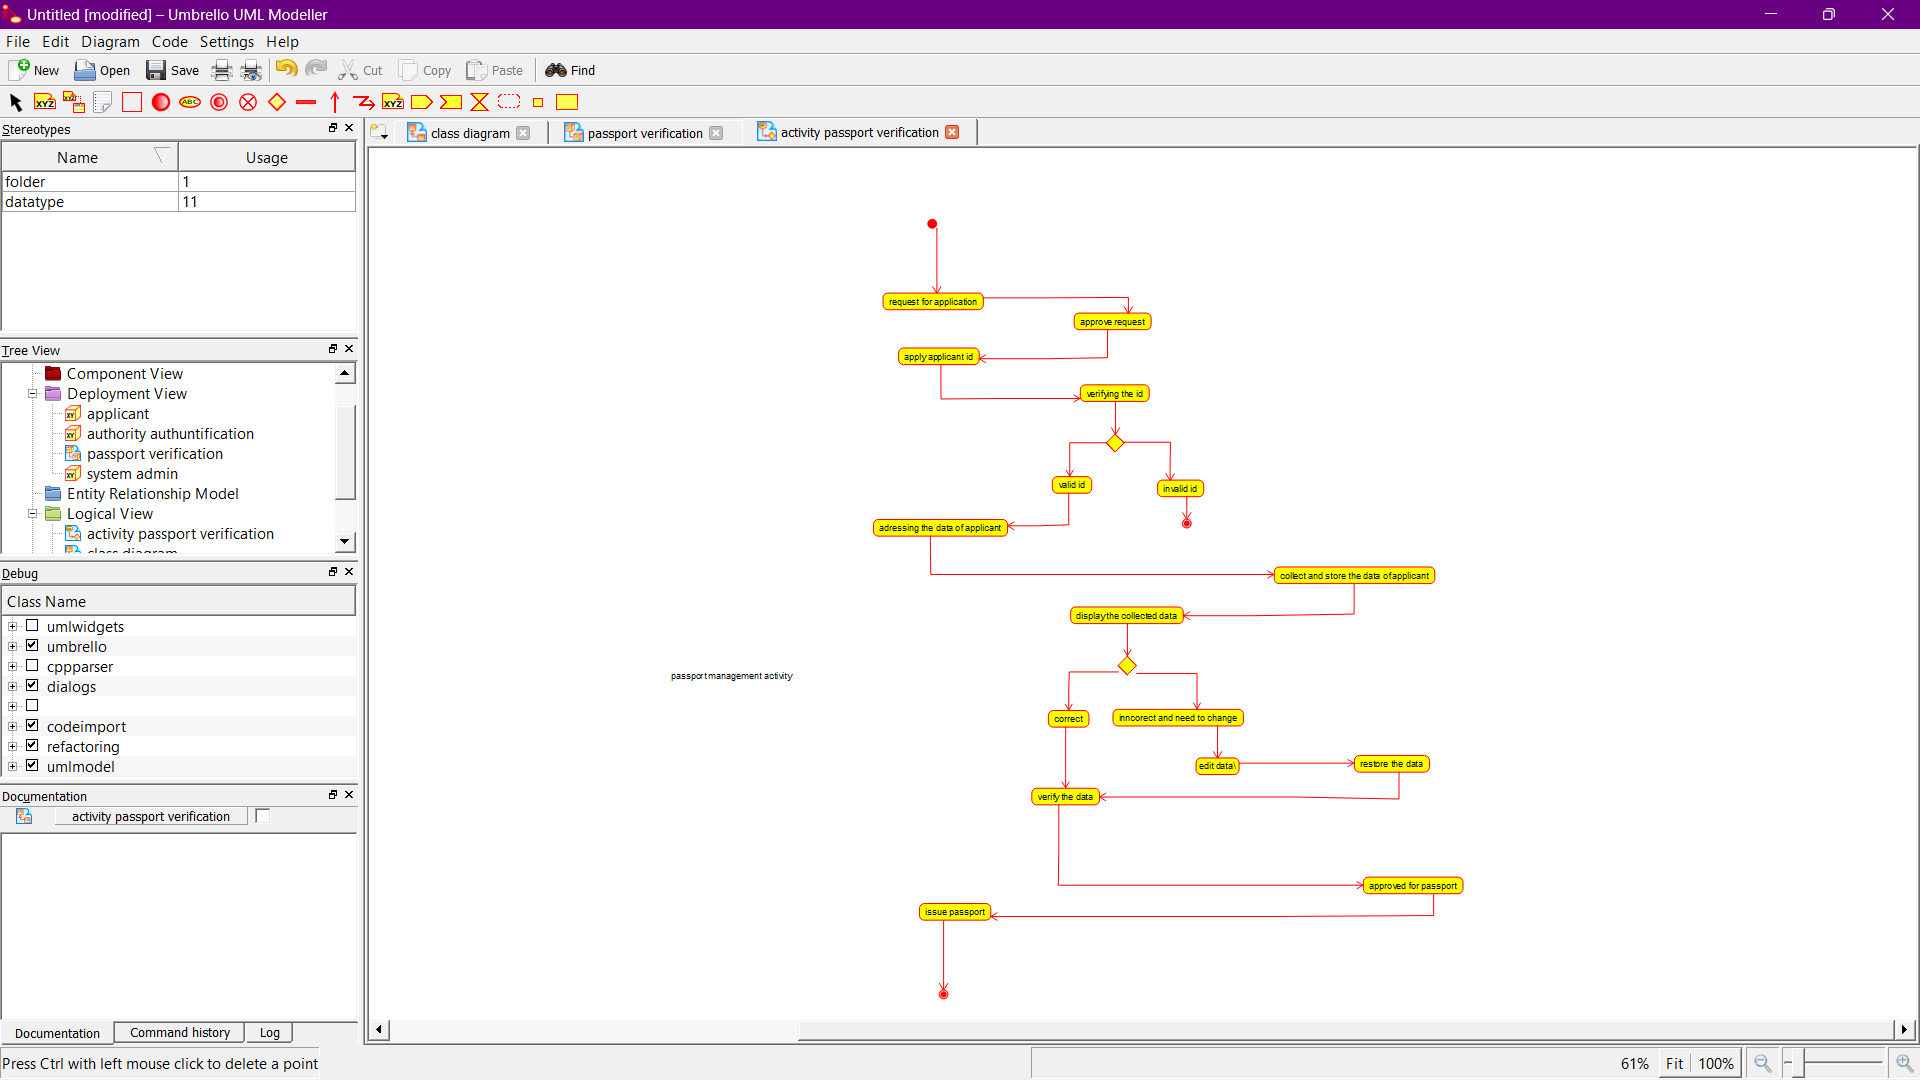 Untitled [modified] – Umbrello UML Modeller
File Edit Diagram Code Settings Help
New Open Save Cut Copy Paste Find
XYZ XYZ ABC XYZ
Stereotypes
Name Usage
folder 1
datatype 11
Tree View
Component View
Deployment View
applicant
authority authuntification
passport verification
system admin
Entity Relationship Model
Logical View
activity passport verification
class diagram
Debug
Class Name
umlwidgets
umbrello
cppparser
dialogs
codeimport
refactoring
umlmodel
Documentation
activity passport verification
Documentation Command history Log
Press Ctrl with left mouse click to delete a point
class diagram passport verification activity passport verification
request for application
approve request
apply applicant id
verifying the id
valid id
invalid id
adressing the data of applicant
collect and store the data of applicant
display the collected data
passport management activity
correct
inncorect and need to change
edit data\
restore the data
verify the data
approved for passport
issue passport
61% Fit 100%